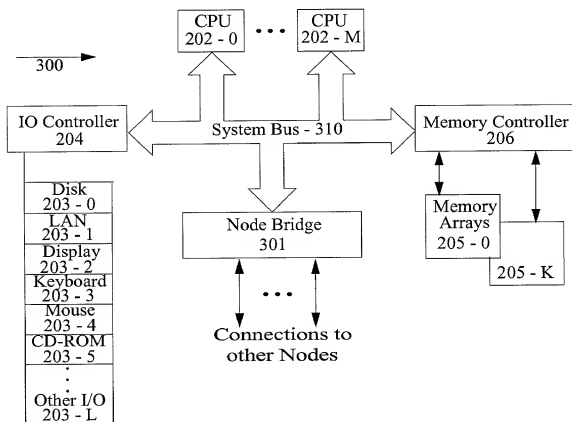 CPU
202 - 0
CPU
202 - M
300
IO Controller
204
System Bus - 310
Memory Controller
206
Disk
203 - 0
LAN
203 - 1
Display
203 - 2
Keyboard
203 - 3
Mouse
203 - 4
CD-ROM
203 - 5
Other I/O
203 - L
Node Bridge
301
Connections to
other Nodes
Memory
Arrays
205 - 0
205 - K